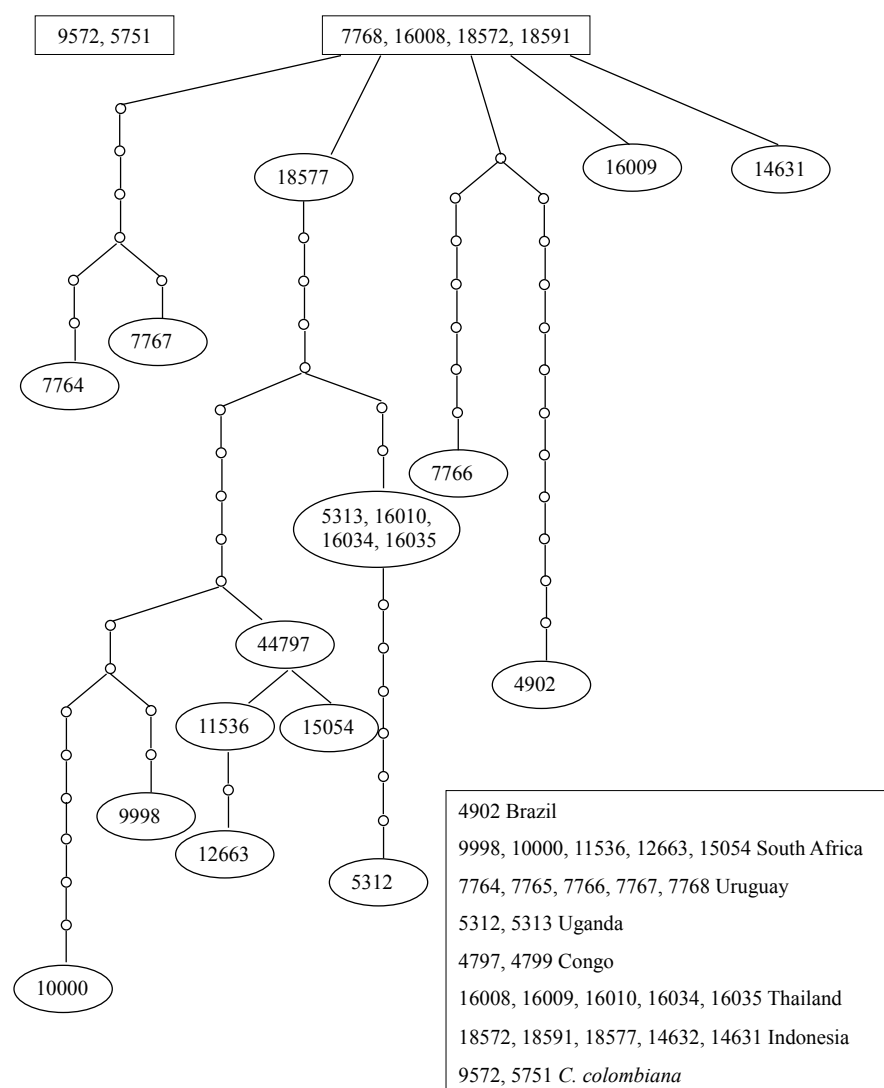 9572, 5751
7768, 16008, 18572, 18591
18577
16009
14631
7767
7764
7766
5313, 16010,
16034, 16035
44797
4902
11536
15054
9998
12663
5312
10000
4902 Brazil
9998, 10000, 11536, 12663, 15054 South Africa
7764, 7765, 7766, 7767, 7768 Uruguay
5312, 5313 Uganda
4797, 4799 Congo
16008, 16009, 16010, 16034, 16035 Thailand
18572, 18591, 18577, 14632, 14631 Indonesia
9572, 5751 C. colombiana